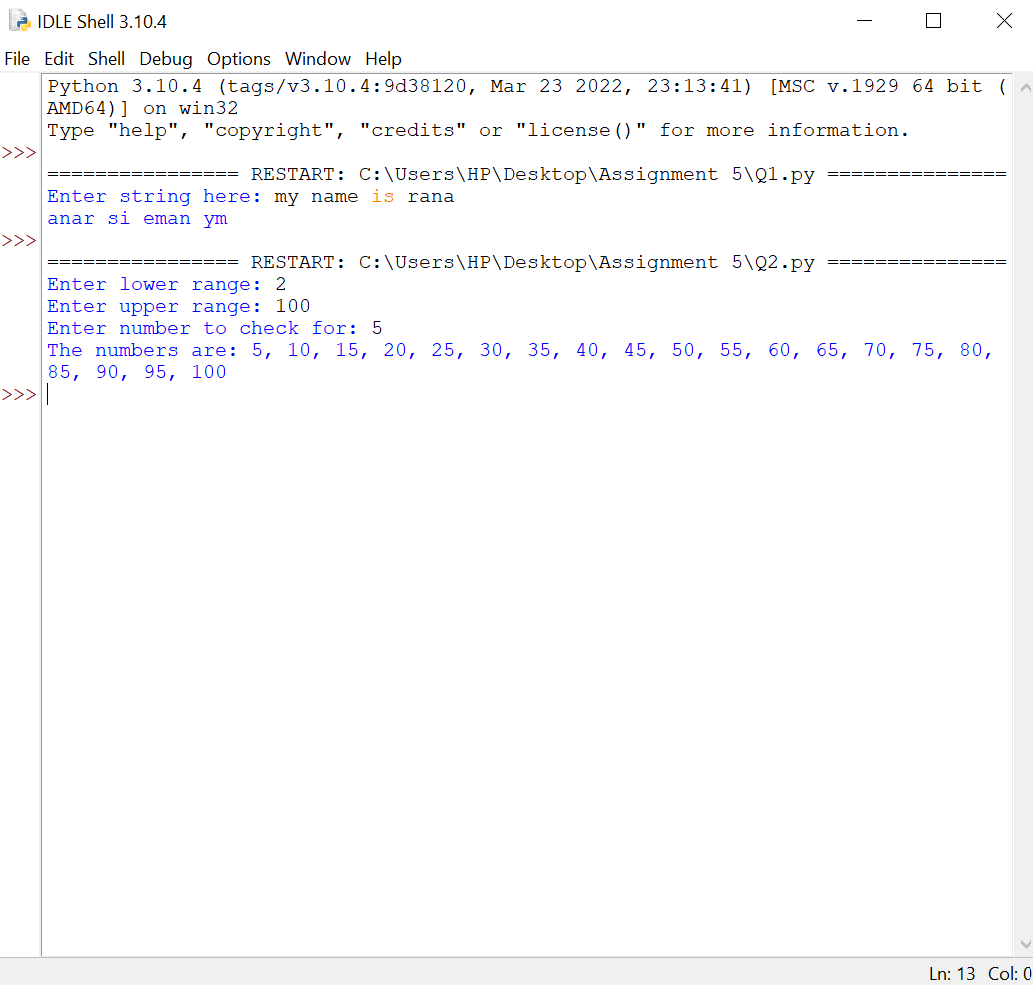 IDLE Shell 3.10.4
File Edit Shell Debug Options Window Help
Python 3.10.4 (tags/v3.10.4:9d38120, Mar 23 2022, 23:13:41) [MSC v.1929 64 bit (
AMD64)] on win32
Type "help", "copyright", "credits" or "license()" for more information.
>>>
================ RESTART: C:\Users\HP\Desktop\Assignment 5\Q1.py ===============
Enter string here: my name is rana
anar si eman ym
>>>
================ RESTART: C:\Users\HP\Desktop\Assignment 5\Q2.py ===============
Enter lower range: 2
Enter upper range: 100
Enter number to check for: 5
The numbers are: 5, 10, 15, 20, 25, 30, 35, 40, 45, 50, 55, 60, 65, 70, 75, 80,
85, 90, 95, 100
>>>
Ln: 13 Col: 0